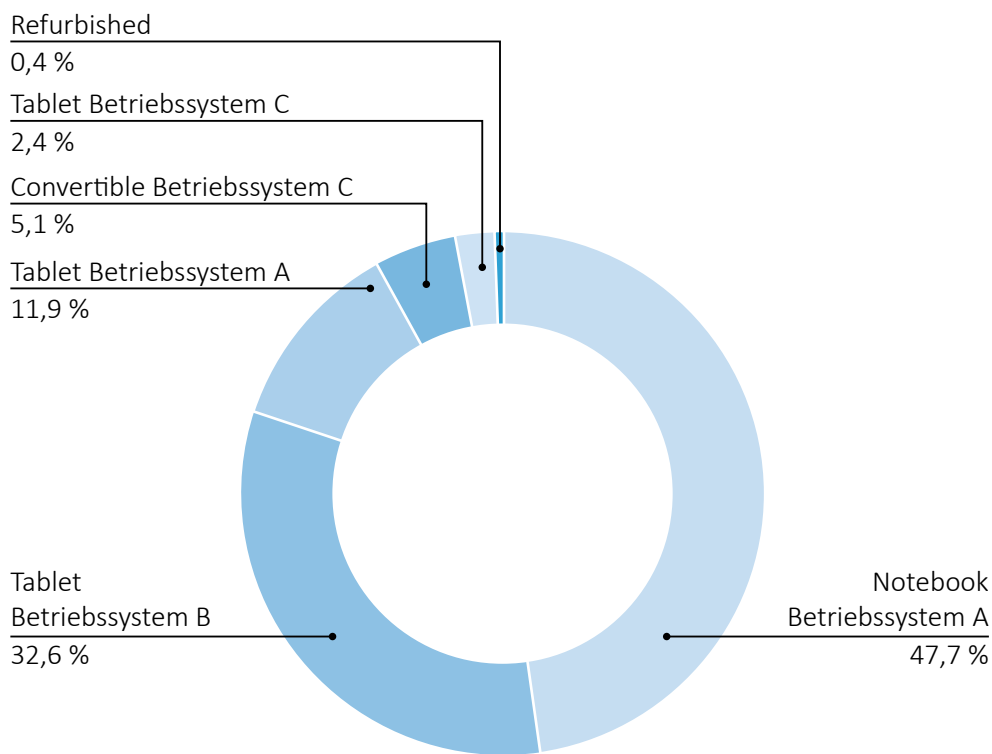 Refurbished
0,4 %
Tablet Betriebssystem C
2,4 %
Convertible Betriebssystem C
5,1 %
Tablet Betriebssystem A
11,9 %
Tablet
Betriebssystem B
32,6 %
Notebook
Betriebssystem A
47,7 %